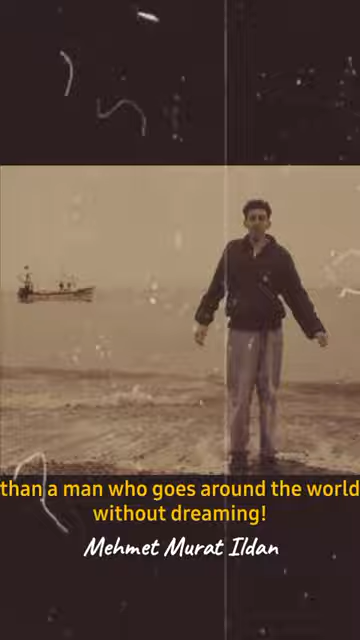 than a man who goes around the world
without dreaming!
Mehmet Murat Ildan